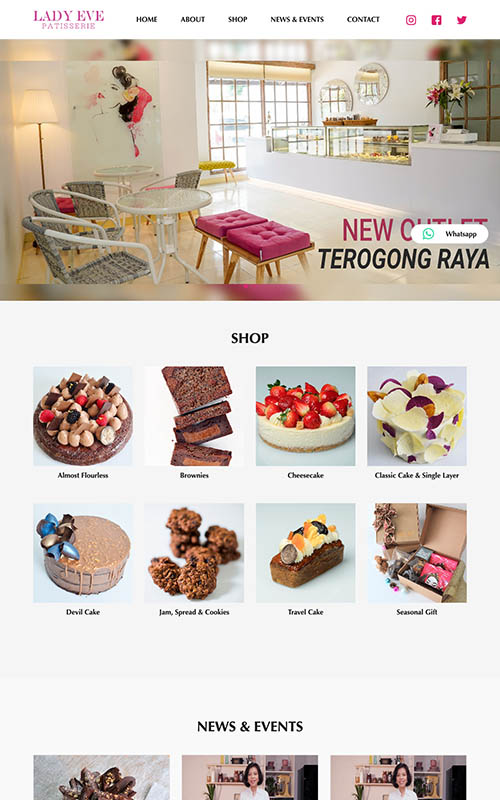 LADY EVE
PATISSERIE
HOME
ABOUT
SHOP
NEWS & EVENTS
CONTACT
NEW
Whatsapp
TEROGONG RAYA
SHOP
Almost Flourless
Brownies
Cheesecake
Classic Cake & Single Layer
Devil Cake
Jam, Spread & Cookies
Travel Cake
Seasonal Gift
NEWS & EVENTS